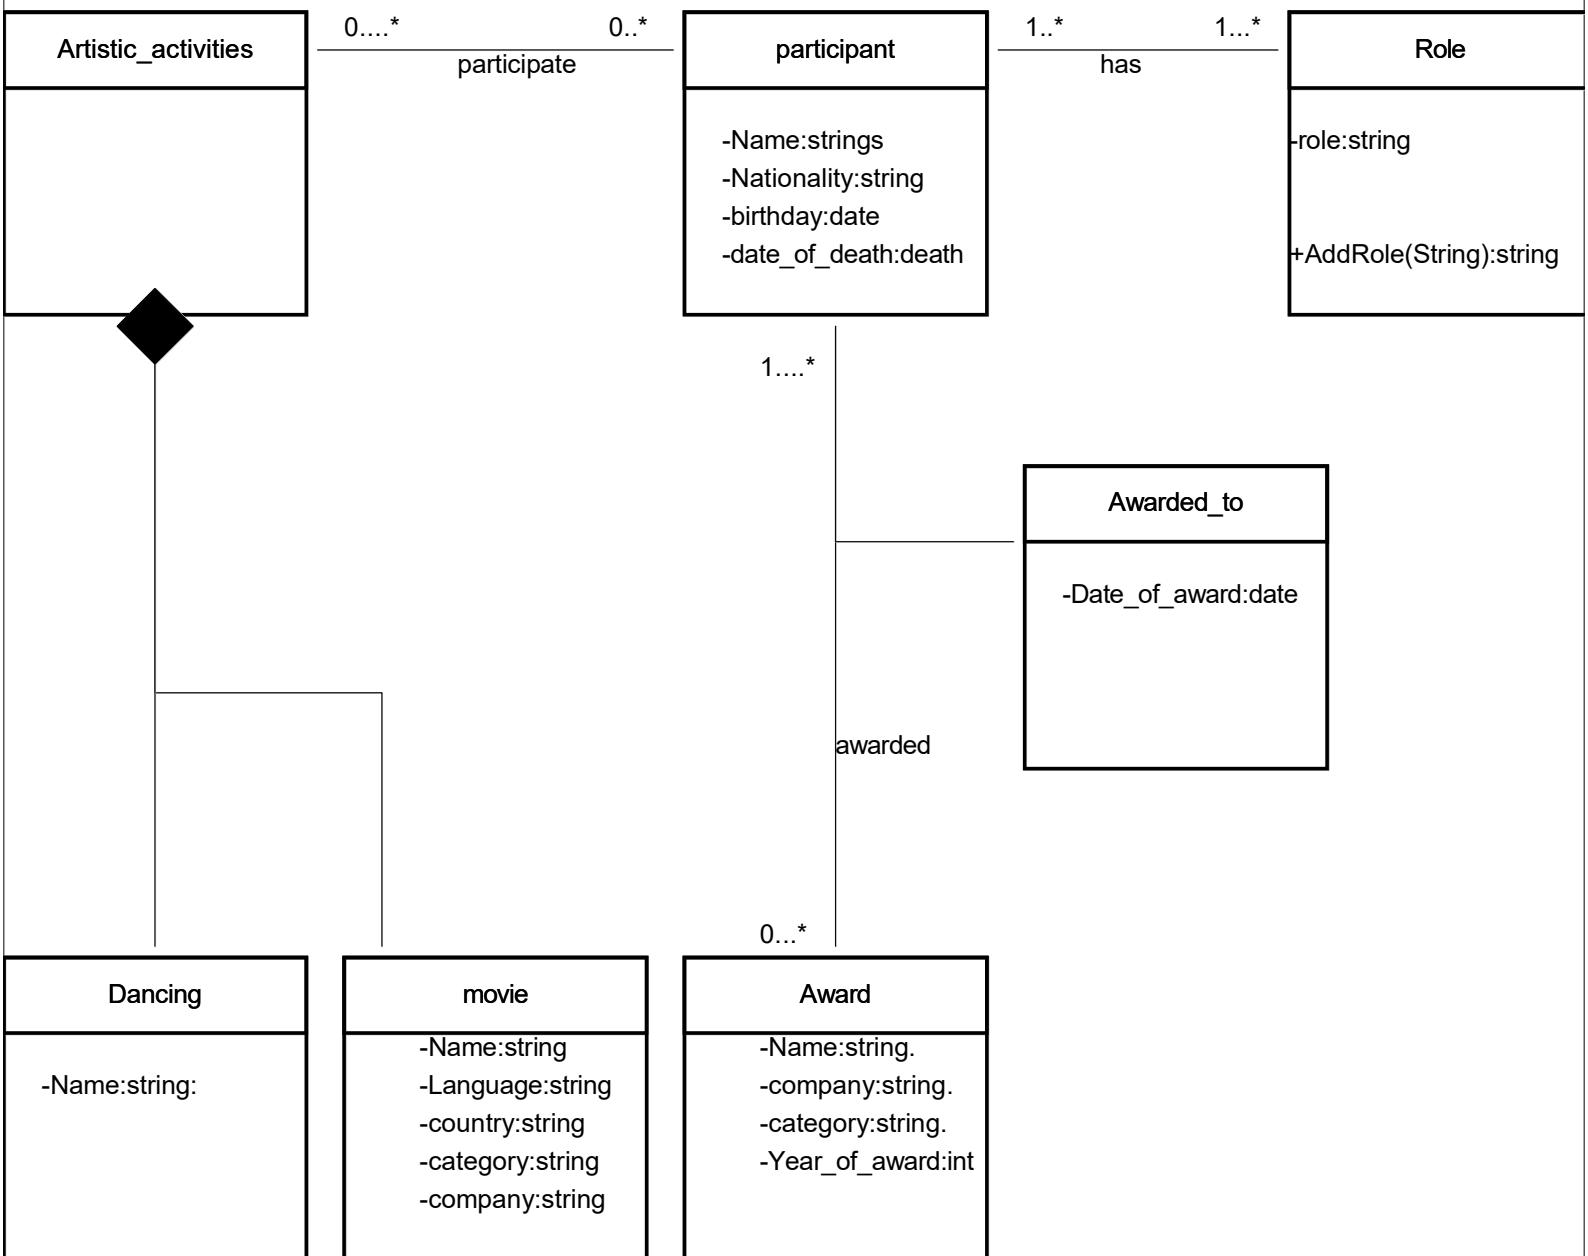 0....*
0..*
1..*
1...*
Artistic_activities
participate
participant
has
Role
-Name:strings
-Nationality:string
-birthday:date
-date_of_death:death
-role:string
+AddRole(String):string
1....*
Awarded_to
-Date_of_award:date
awarded
0...*
Dancing
-Name:string:
movie
-Name:string
-Language:string
-country:string
-category:string
-company:string
Award
-Name:string.
-company:string.
-category:string.
-Year_of_award:int